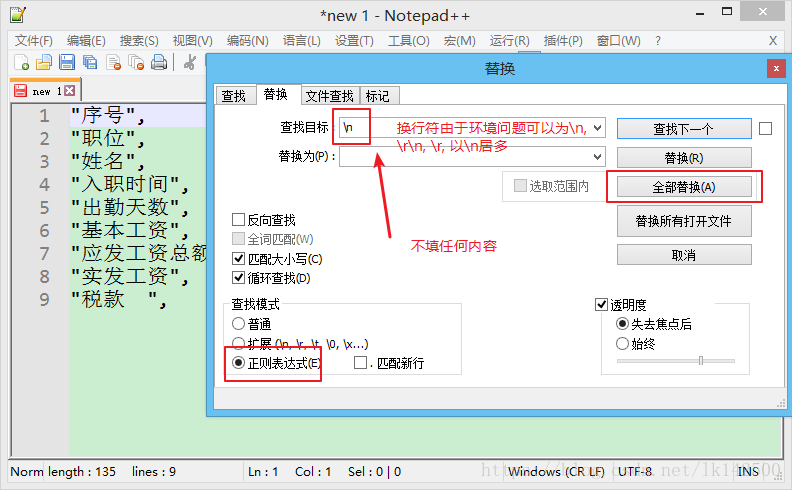 *new 1 - Notepad++
文件(F) 编辑(E) 搜索(S) 视图(V) 编码(N) 语言(L) 设置(T) 工具(O) 宏(M) 运行(R) 插件(P) 窗口(W) ? X
new 1
替换
x
查找 替换 文件查找 标记
查找目标: \n 查找下一个
换行符由于环境问题可以为\n,
\r\n, \r, 以\n居多
替换为(P): 替换(R)
选取范围内 全部替换(A)
替换所有打开文件
取消
不填任何内容
反向查找
全词匹配(W)
匹配大小写(C)
循环查找(D)
查找模式
普通
扩展 (\n, \r, \t, \0, \x...)
正则表达式(E) . 匹配新行
透明度
失去焦点后
始终
1 "序号",
2 "职位",
3 "姓名",
4 "入职时间",
5 "出勤天数",
6 "基本工资",
7 "应发工资总额
8 "实发工资",
9 "税款  ",
Norm length : 135 lines : 9 Ln : 1 Col : 1 Sel : 0 | 0 Windows (CR LF) UTF-8 INS